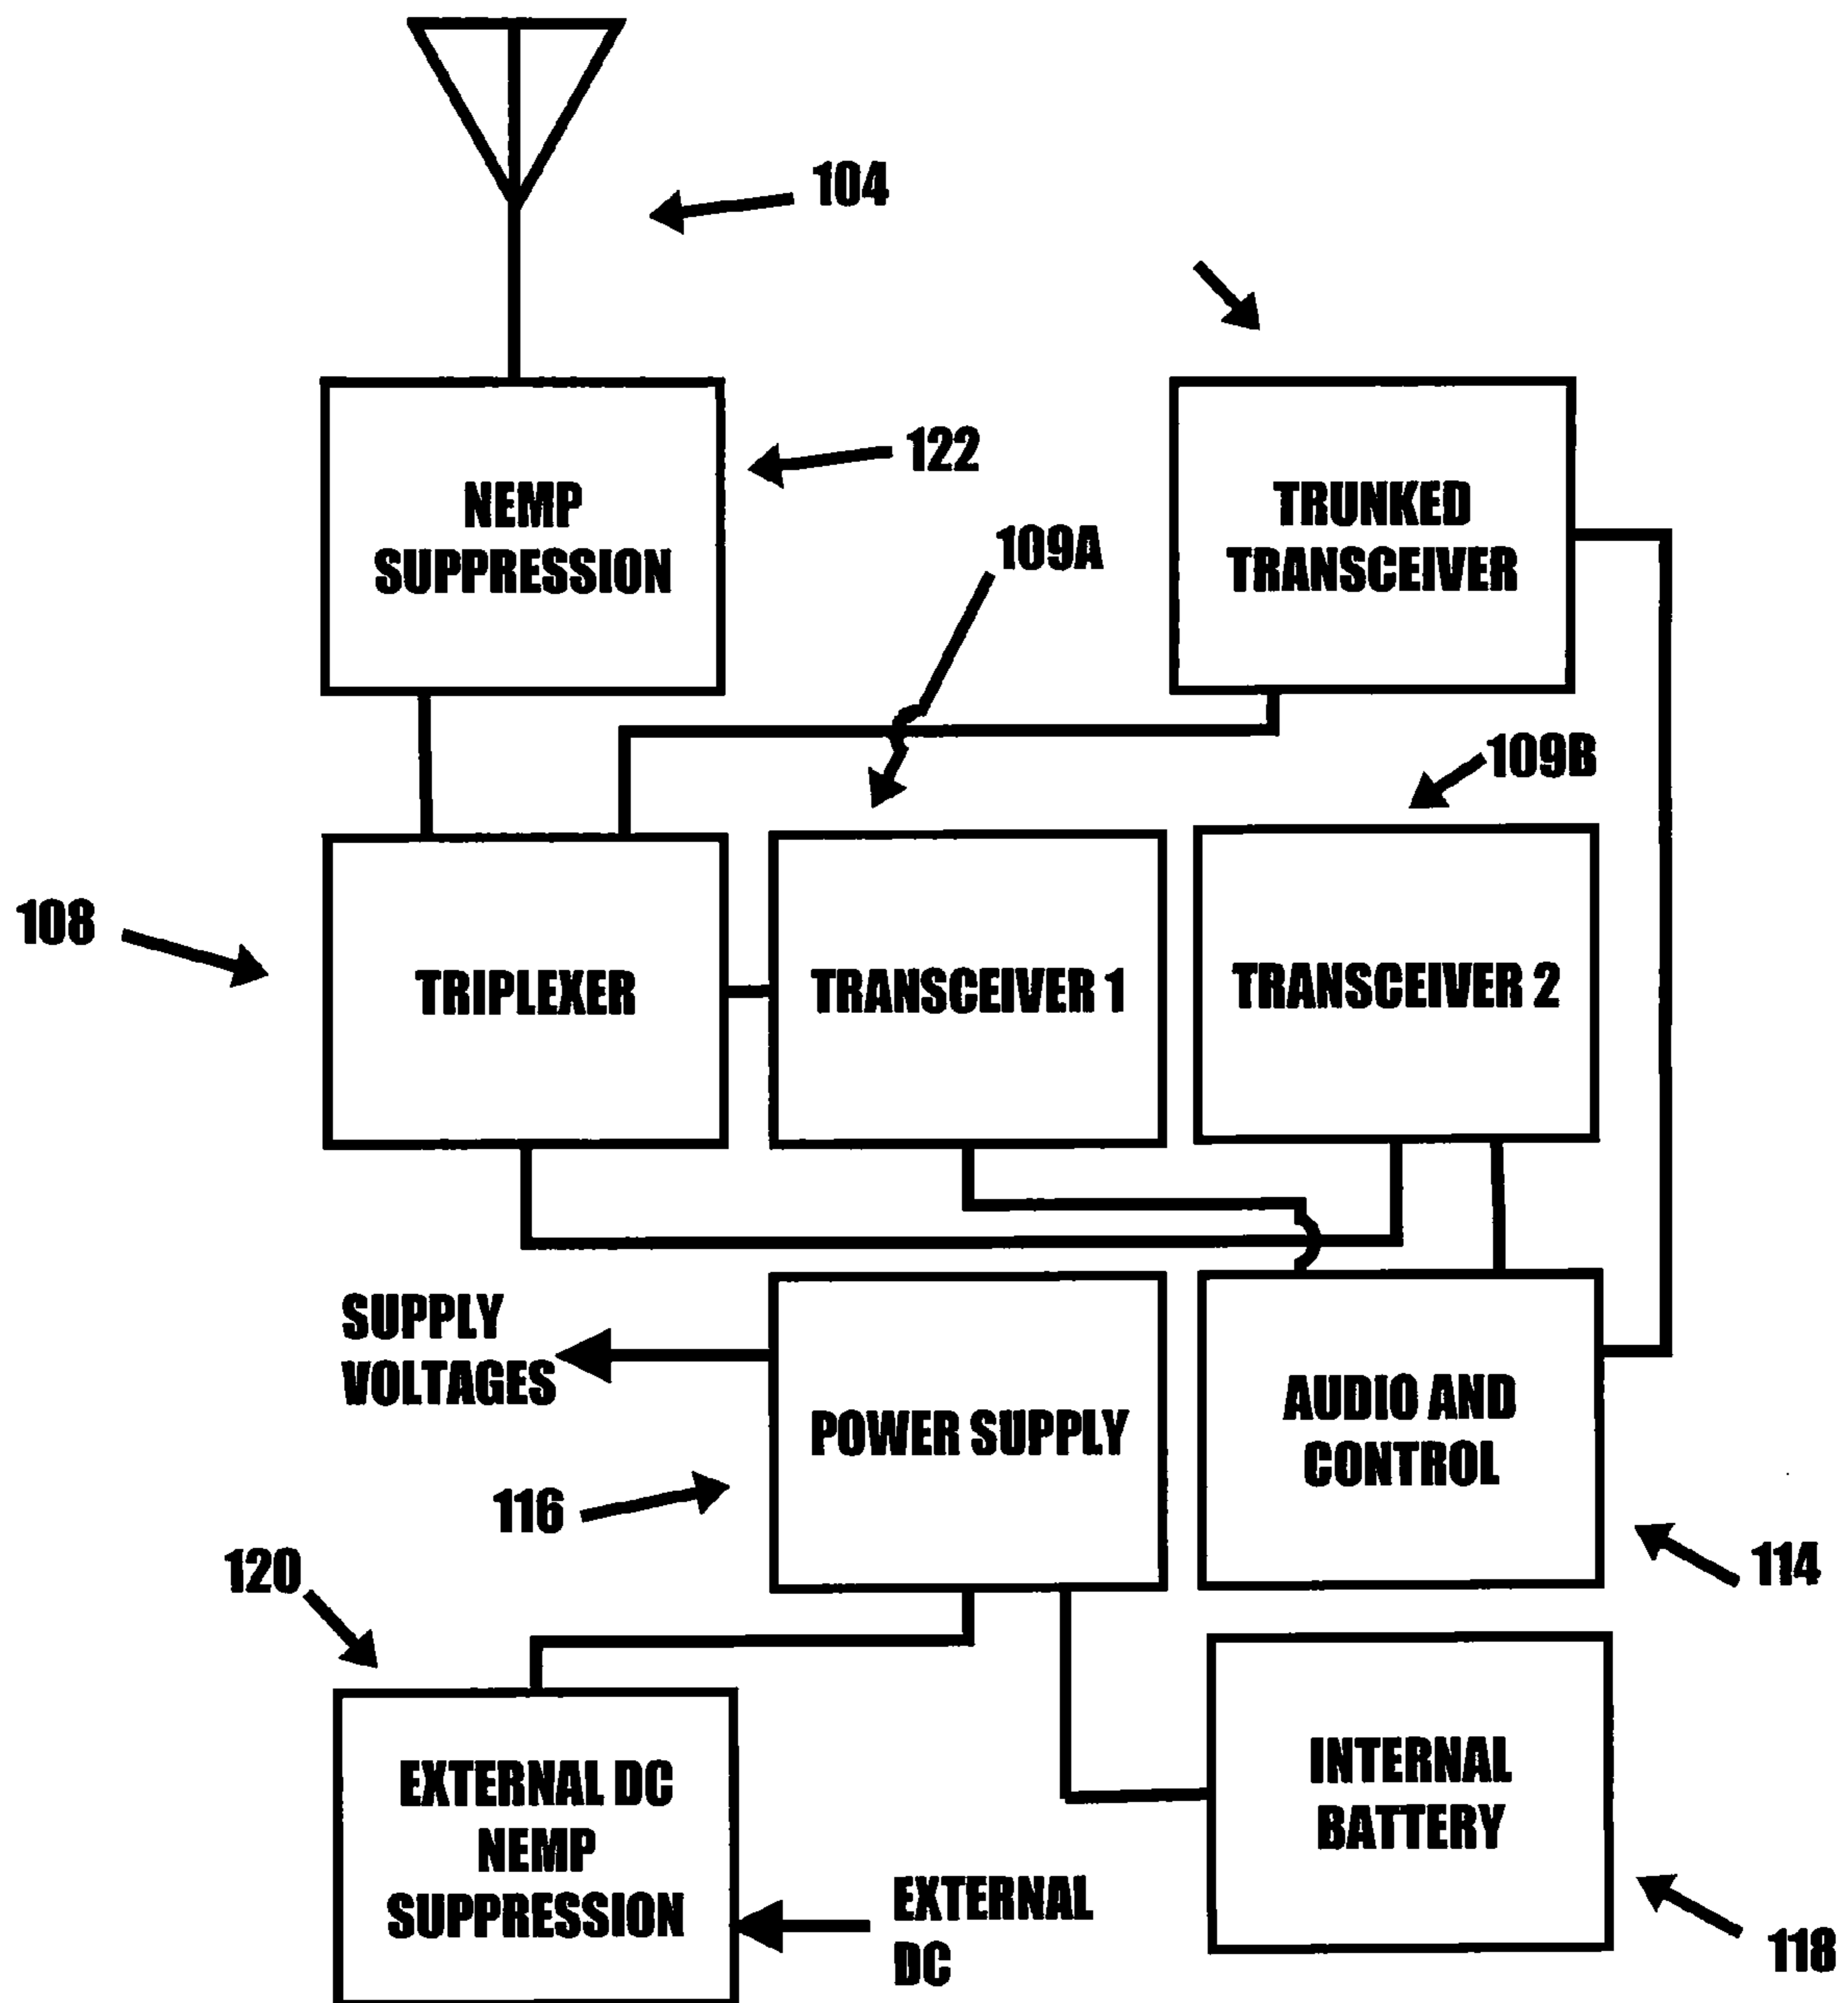 104
NEMP
SUPPRESSION
122
TRUNKED
TRANSCEIVER
109A
109B
108
TRIPLEXER
TRANSCEIVER 1
TRANSCEIVER 2
SUPPLY
VOLTAGES
POWER SUPPLY
AUDIO AND
CONTROL
116
114
120
EXTERNAL DC
NEMP
SUPPRESSION
EXTERNAL
DC
INTERNAL
BATTERY
118